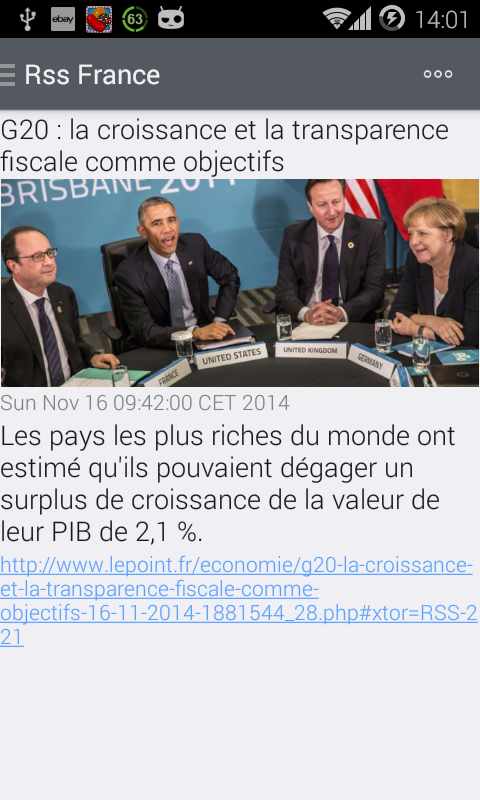 ebay
63
14:01
Rss France
G20 : la croissance et la transparence
fiscale comme objectifs
BRISBANE 2014
FRANCE
UNITED STATES
UNITED KINGDOM
GERMANY
Sun Nov 16 09:42:00 CET 2014
Les pays les plus riches du monde ont
estimé qu'ils pouvaient dégager un
surplus de croissance de la valeur de
leur PIB de 2,1 %.
http://www.lepoint.fr/economie/g20-la-croissance-
et-la-transparence-fiscale-comme-
objectifs-16-11-2014-1881544_28.php#xtor=RSS-2
21